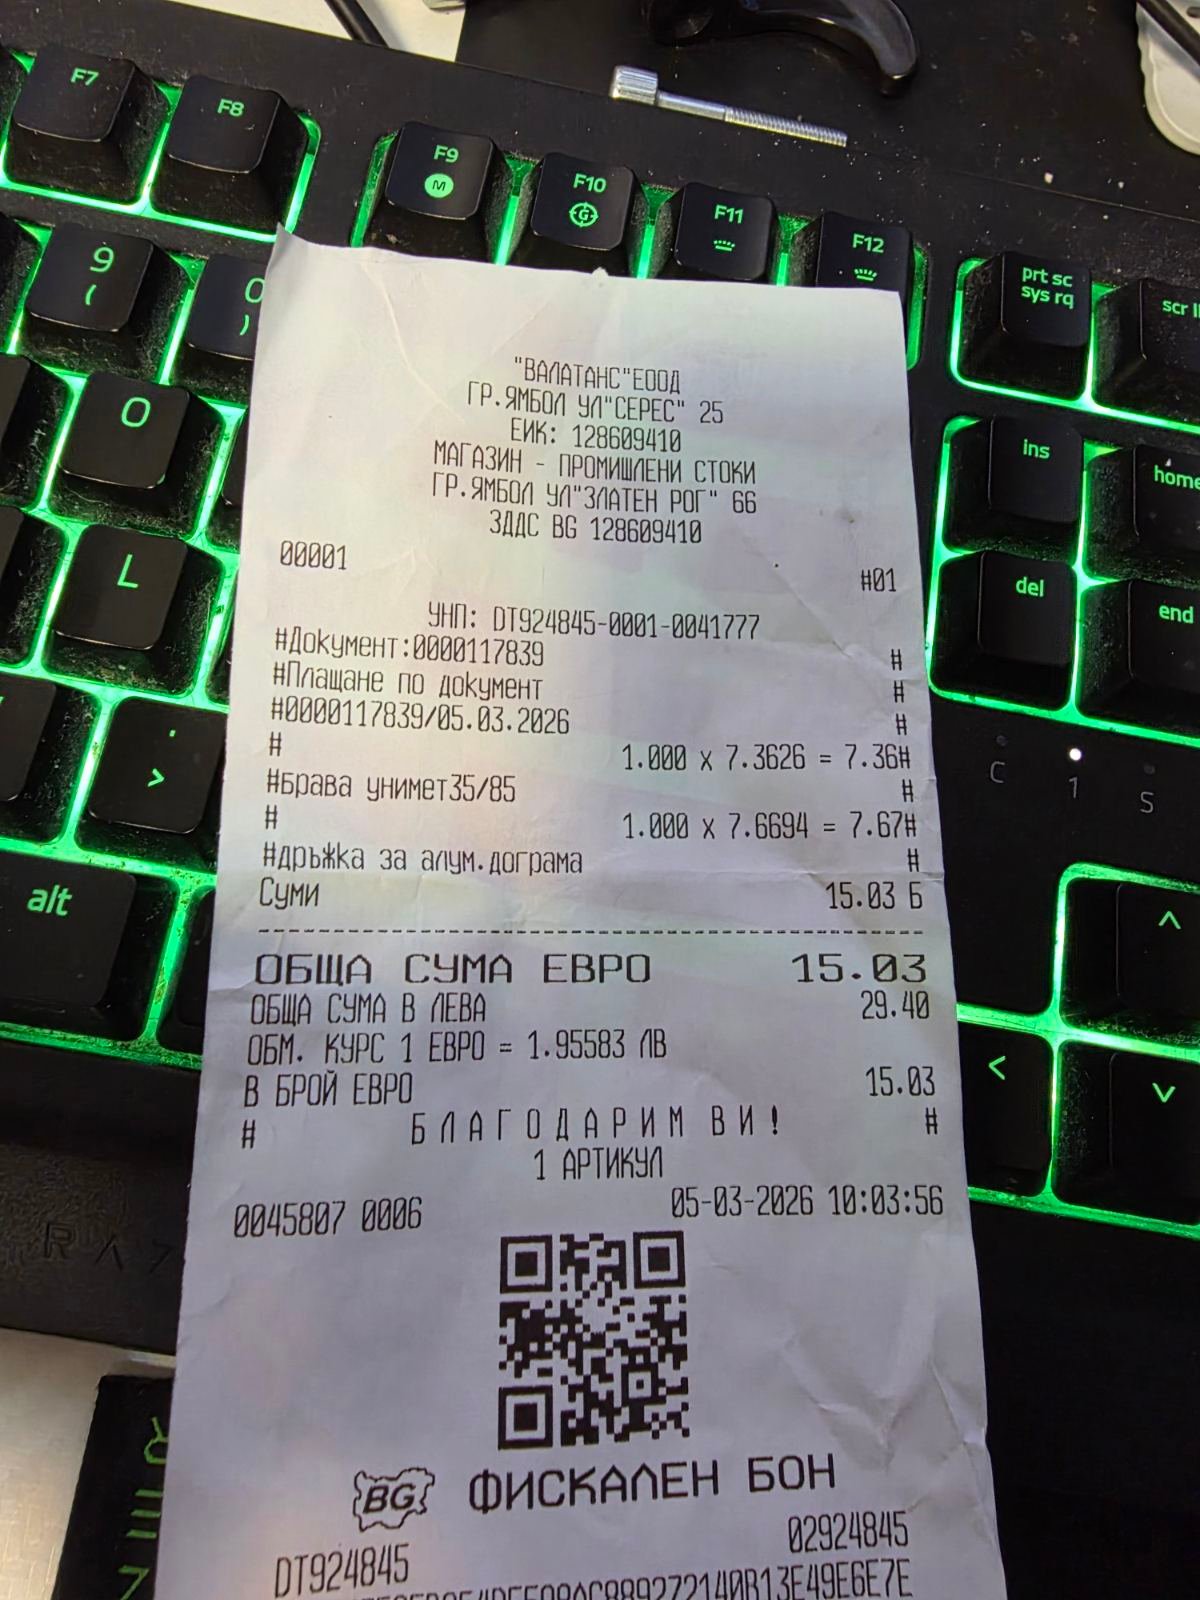 F7
F8
F9
M
F10
G
F11
F12
prt sc
sys rq
9
(
0
)
O
L
.
>
alt
ins
home
del
end
C
1
S
^
<
v
"ВАЛАТАНС"ЕООД
ГР.ЯМБОЛ УЛ"СЕРЕС" 25
ЕИК: 128609410
МАГАЗИН - ПРОМИШЛЕНИ СТОКИ
ГР.ЯМБОЛ УЛ"ЗЛАТЕН РОГ" 66
ЗДДС BG 128609410
00001 #01
УНП: DT924845-0001-0041777
#Документ:0000117839 #
#Плащане по документ #
#0000117839/05.03.2026 #
# 1.000 x 7.3626 = 7.36#
#Брава унимет35/85 #
# 1.000 x 7.6694 = 7.67#
#дръжка за алум.дограма #
Суми 15.03 Б
ОБЩА СУМА ЕВРО 15.03
ОБЩА СУМА В ЛЕВА 29.40
ОБМ. КУРС 1 ЕВРО = 1.95583 ЛВ
В БРОЙ ЕВРО 15.03
# БЛАГОДАРИМ ВИ! #
1 АРТИКУЛ
0045807 0006 05-03-2026 10:03:56
BG ФИСКАЛЕН БОН
DT924845 02924845